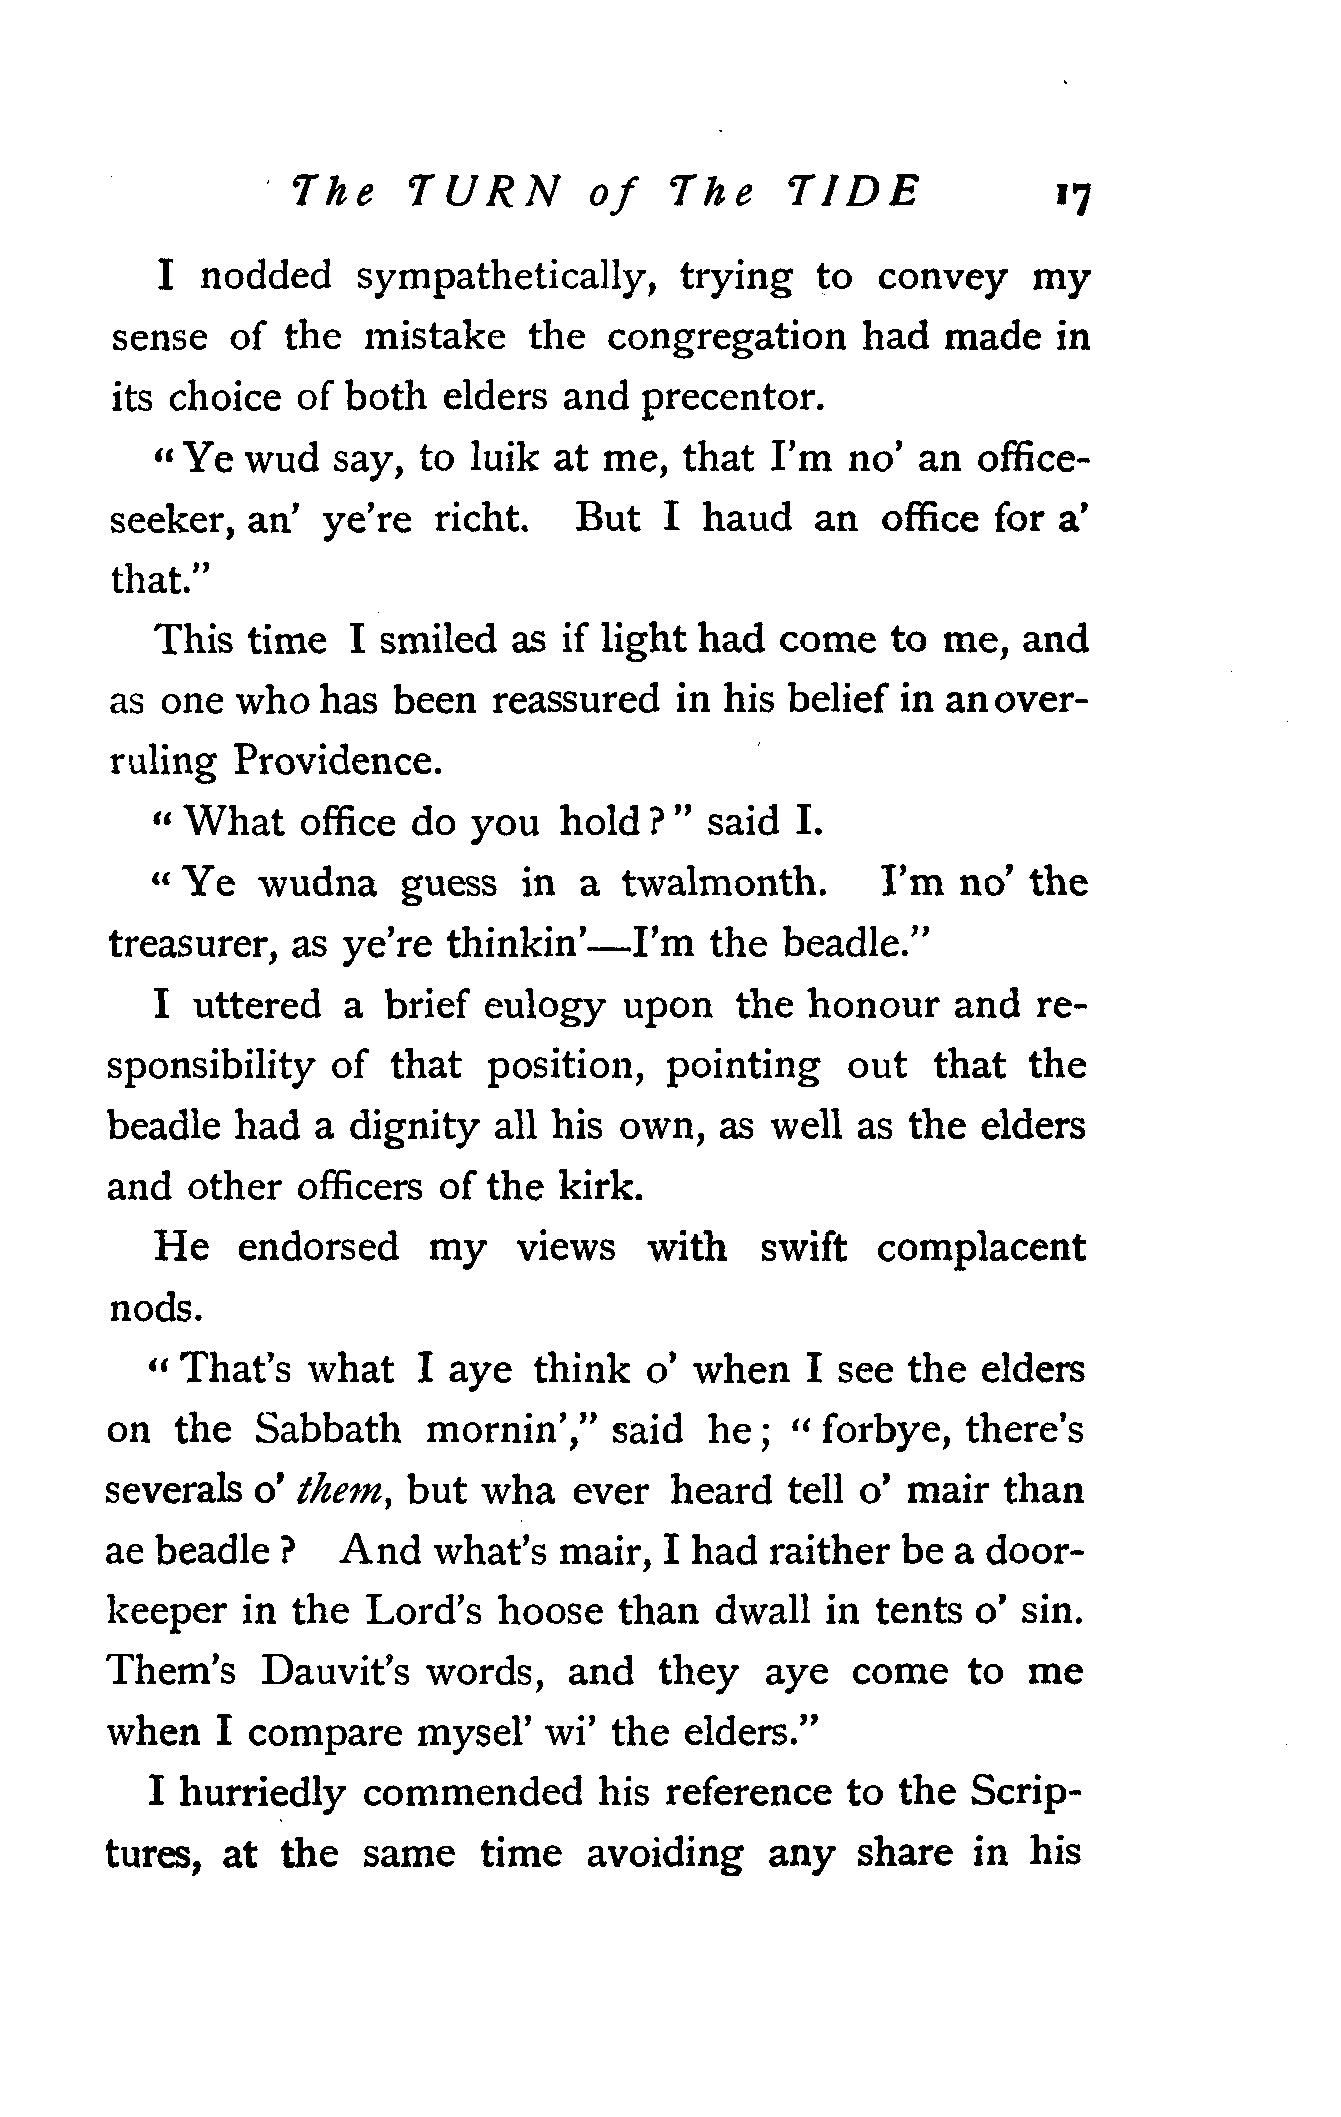 The TURN of The TIDE 17
I nodded sympathetically, trying to convey my
sense of the mistake the congregation had made in
its choice of both elders and precentor.
“Ye wud say, to luik at me, that I'm no' an office-
seeker, an' ye're richt. But I haud an office for a'
that.”
This time I smiled as if light had come to me, and
as one who has been reassured in his belief in an over-
ruling Providence.
“What office do you hold?” said I.
“Ye wudna guess in a twalmonth. I'm no' the
treasurer, as ye're thinkin'—I'm the beadle.”
I uttered a brief eulogy upon the honour and re-
sponsibility of that position, pointing out that the
beadle had a dignity all his own, as well as the elders
and other officers of the kirk.
He endorsed my views with swift complacent
nods.
“That's what I aye think o' when I see the elders
on the Sabbath mornin',” said he; “forbye, there's
severals o' them, but wha ever heard tell o' mair than
ae beadle? And what's mair, I had raither be a door-
keeper in the Lord's hoose than dwall in tents o' sin.
Them's Dauvit's words, and they aye come to me
when I compare mysel' wi' the elders.”
I hurriedly commended his reference to the Scrip-
tures, at the same time avoiding any share in his